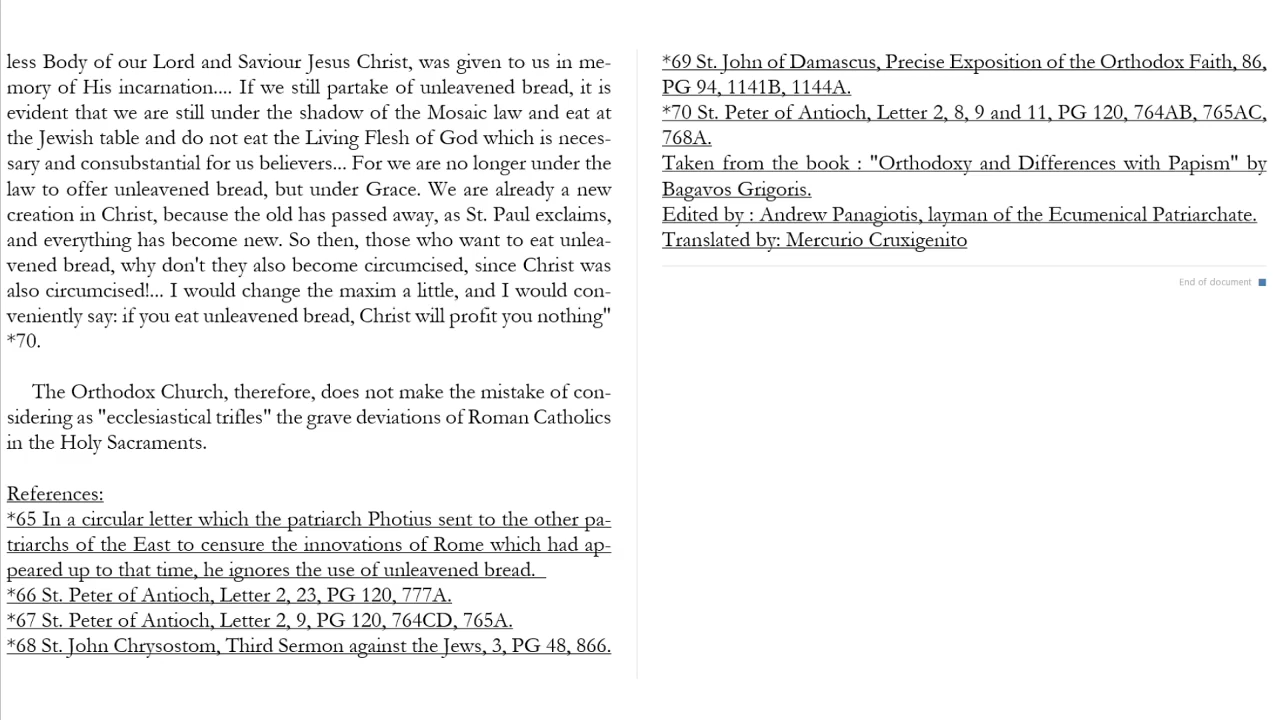 less Body of our Lord and Saviour Jesus Christ, was given to us in me-
mory of His incarnation.... If we still partake of unleavened bread, it is
evident that we are still under the shadow of the Mosaic law and eat at
the Jewish table and do not eat the Living Flesh of God which is neces-
sary and consubstantial for us believers... For we are no longer under the
law to offer unleavened bread, but under Grace. We are already a new
creation in Christ, because the old has passed away, as St. Paul exclaims,
and everything has become new. So then, those who want to eat unlea-
vened bread, why don't they also become circumcised, since Christ was
also circumcised!... I would change the maxim a little, and I would con-
veniently say: if you eat unleavened bread, Christ will profit you nothing"
*70.
The Orthodox Church, therefore, does not make the mistake of con-
sidering as "ecclesiastical trifles" the grave deviations of Roman Catholics
in the Holy Sacraments.
References:
*65 In a circular letter which the patriarch Photius sent to the other pa-
triarchs of the East to censure the innovations of Rome which had ap-
peared up to that time, he ignores the use of unleavened bread.
*66 St. Peter of Antioch, Letter 2, 23, PG 120, 777A.
*67 St. Peter of Antioch, Letter 2, 9, PG 120, 764CD, 765A.
*68 St. John Chrysostom, Third Sermon against the Jews, 3, PG 48, 866.
*69 St. John of Damascus, Precise Exposition of the Orthodox Faith, 86,
PG 94, 1141B, 1144A.
*70 St. Peter of Antioch, Letter 2, 8, 9 and 11, PG 120, 764AB, 765AC,
768A.
Taken from the book : "Orthodoxy and Differences with Papism" by
Bagavos Grigoris.
Edited by : Andrew Panagiotis, layman of the Ecumenical Patriarchate.
Translated by: Mercurio Cruxigenito
End of document